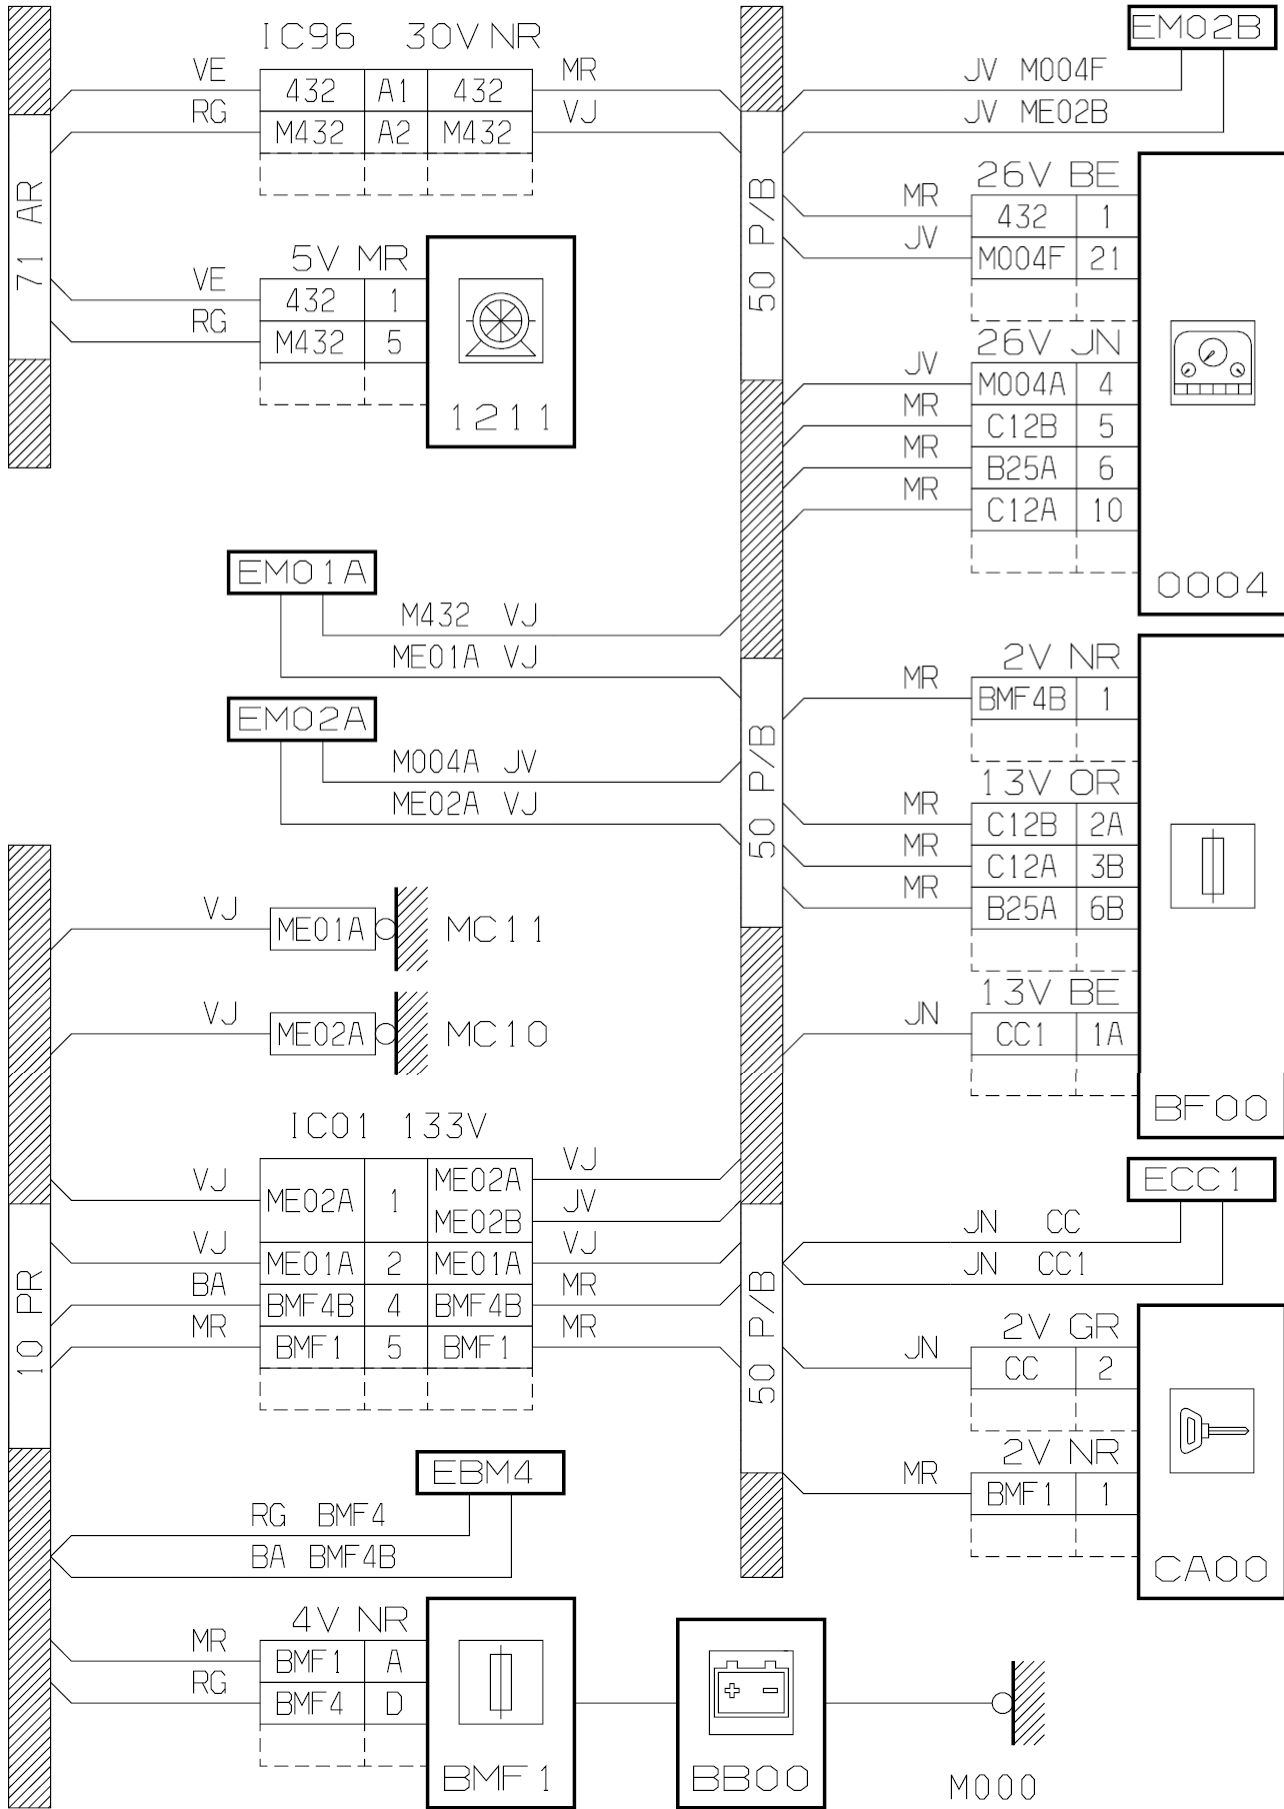 EM02B
IC96 30V NR
VE 432 A1 432 MR
RG M432 A2 M432 VJ
JV M004F
JV ME02B
71 AR
50 P/B
26V BE
MR 432 1
JV M004F 21
5V MR
VE 432 1
RG M432 5
1211
26V JN
JV M004A 4
MR C12B 5
MR B25A 6
MR C12A 10
0004
EM01A
M432 VJ
ME01A VJ
EM02A
M004A JV
ME02A VJ
50 P/B
2V NR
MR BMF4B 1
13V OR
MR C12B 2A
MR C12A 3B
MR B25A 6B
13V BE
JN CC1 1A
BF00
VJ ME01A MC11
VJ ME02A MC10
IC01 133V
VJ ME02A 1 ME02A VJ
ME02B JV
VJ ME01A 2 ME01A VJ
BA BMF4B 4 BMF4B MR
MR BMF1 5 BMF1 MR
10 PR
50 P/B
ECC1
JN CC
JN CC1
2V GR
JN CC 2
2V NR
MR BMF1 1
CA00
EBM4
RG BMF4
BA BMF4B
4V NR
MR BMF1 A
RG BMF4 D
BMF1
+ -
BB00
M000